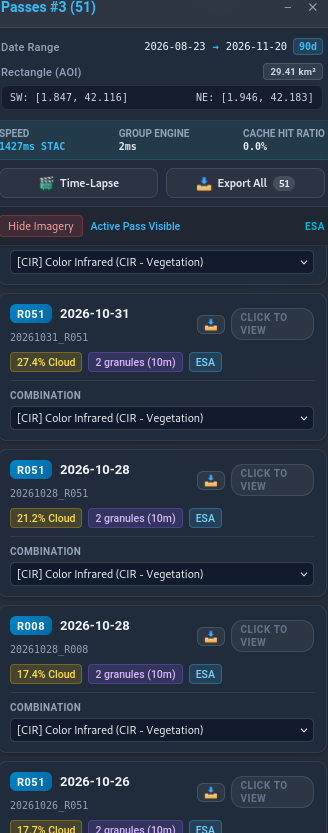 Passes #3 (51) – ✕
Date Range 2026-08-23 → 2026-11-20 90d
Rectangle (AOI) 29.41 km²
SW: [1.847, 42.116] NE: [1.946, 42.183]
SPEED GROUP ENGINE CACHE HIT RATIO
1427ms STAC 2ms 0.0%
Time-Lapse Export All 51
Hide Imagery Active Pass Visible ESA
[CIR] Color Infrared (CIR - Vegetation)
R051 2026-10-31 CLICK TO
VIEW
20261031_R051
27.4% Cloud 2 granules (10m) ESA
COMBINATION
[CIR] Color Infrared (CIR - Vegetation)
R051 2026-10-28 CLICK TO
VIEW
20261028_R051
21.2% Cloud 2 granules (10m) ESA
COMBINATION
[CIR] Color Infrared (CIR - Vegetation)
R008 2026-10-28 CLICK TO
VIEW
20261028_R008
17.4% Cloud 2 granules (10m) ESA
COMBINATION
[CIR] Color Infrared (CIR - Vegetation)
R051 2026-10-26 CLICK TO
VIEW
20261026_R051
17.7% Cloud 2 granules (10m) ESA